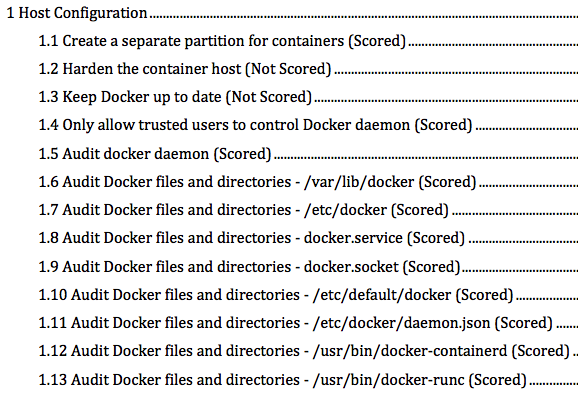 1 Host Configuration
1.1 Create a separate partition for containers (Scored)
1.2 Harden the container host (Not Scored)
1.3 Keep Docker up to date (Not Scored)
1.4 Only allow trusted users to control Docker daemon (Scored)
1.5 Audit docker daemon (Scored)
1.6 Audit Docker files and directories - /var/lib/docker (Scored)
1.7 Audit Docker files and directories - /etc/docker (Scored)
1.8 Audit Docker files and directories - docker.service (Scored)
1.9 Audit Docker files and directories - docker.socket (Scored)
1.10 Audit Docker files and directories - /etc/default/docker (Scored)
1.11 Audit Docker files and directories - /etc/docker/daemon.json (Scored)
1.12 Audit Docker files and directories - /usr/bin/docker-containerd (Scored)
1.13 Audit Docker files and directories - /usr/bin/docker-runc (Scored)